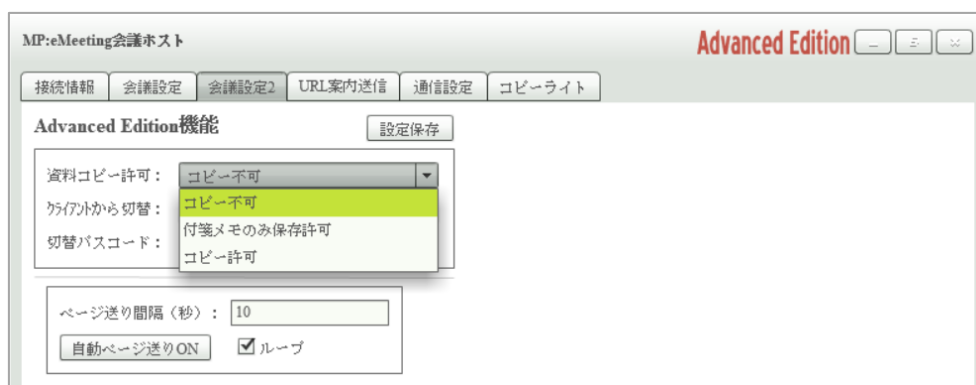 MP:eMeeting会議ホスト
Advanced Edition
接続情報 会議設定 会議設定2 URL案内送信 通信設定 コピーライト
Advanced Edition機能
設定保存
資料コピー許可： コピー不可
クライアントから切替： コピー不可
付箋メモのみ保存許可
切替パスコード：
コピー許可
ページ送り間隔（秒）： 10
自動ページ送りON ループ